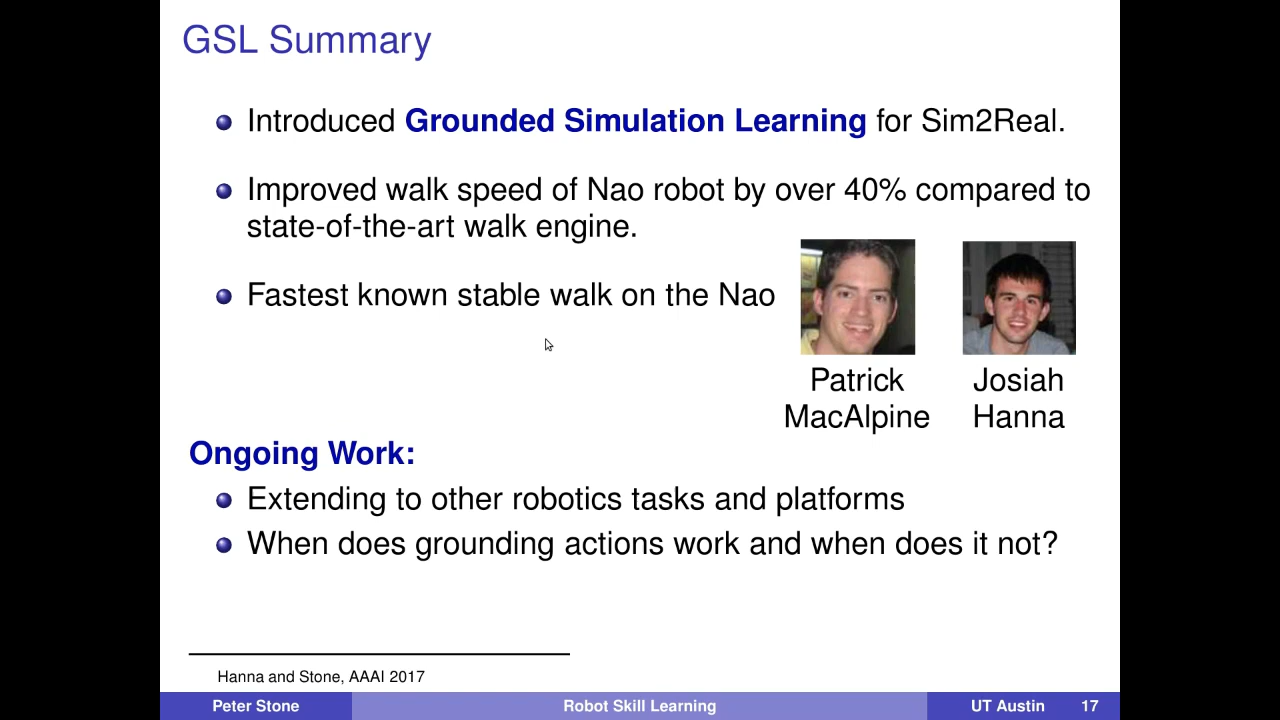 GSL Summary
Introduced Grounded Simulation Learning for Sim2Real.
Improved walk speed of Nao robot by over 40% compared to
state-of-the-art walk engine.
Fastest known stable walk on the Nao
Patrick
MacAlpine
Josiah
Hanna
Ongoing Work:
Extending to other robotics tasks and platforms
When does grounding actions work and when does it not?
Hanna and Stone, AAAI 2017
Peter Stone
Robot Skill Learning
UT Austin 17